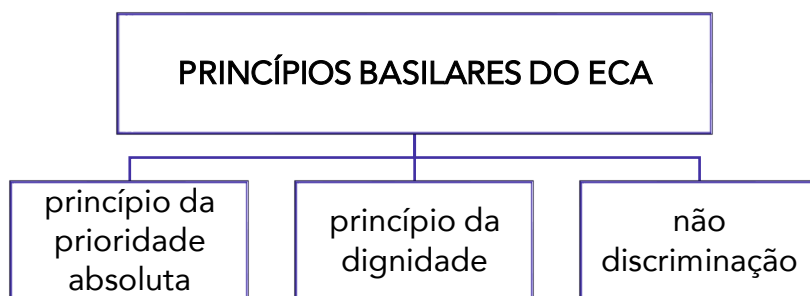 PRINCÍPIOS BASILARES DO ECA
princípio da
prioridade
absoluta
princípio da
dignidade
não
discriminação